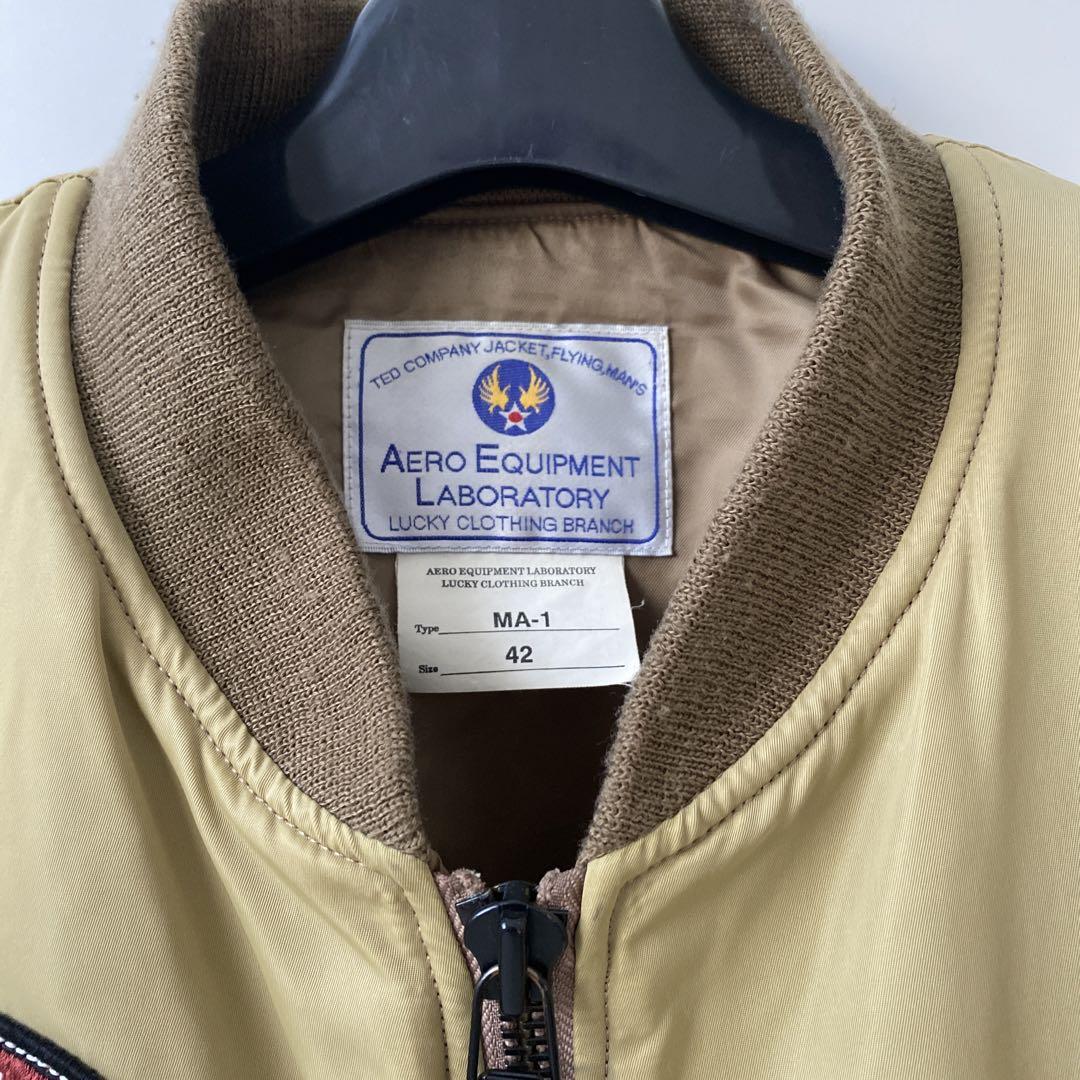 TED COMPANY JACKET,FLYING,MAN'S
AERO EQUIPMENT
LABORATORY
LUCKY CLOTHING BRANCH
AERO EQUIPMENT LABORATORY
LUCKY CLOTHING BRANCH
Type MA-1
Size 42